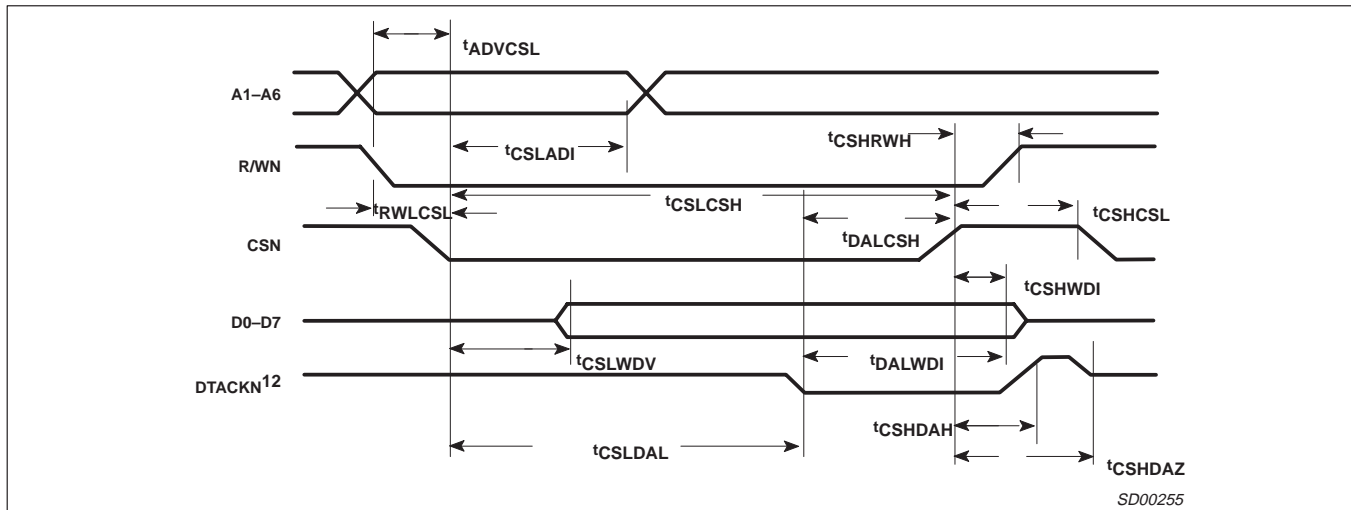 tADVCSL
A1–A6
tCSHRWH
tCSLADI
R/WN
tRWLCSL
tCSLCSH
tCSHCSL
CSN
tDALCSH
tCSHWDI
D0–D7
tCSLWDV
tDALWDI
DTACKN12
tCSHDAH
tCSLDAL
tCSHDAZ
SD00255